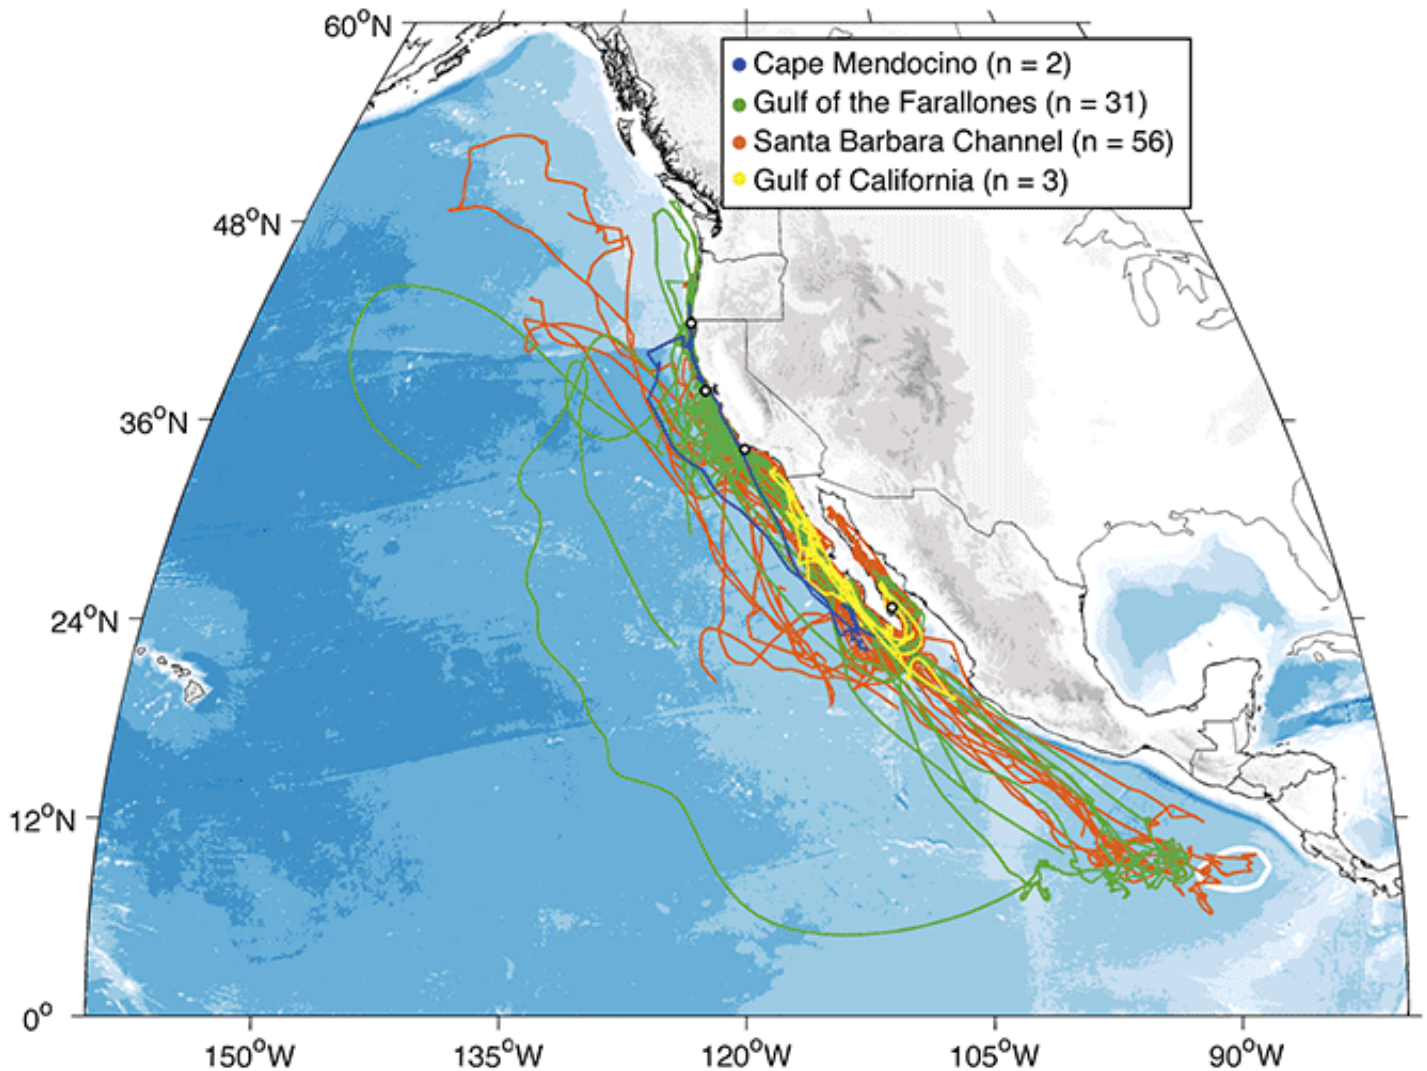 60°N
Cape Mendocino (n = 2)
Gulf of the Farallones (n = 31)
Santa Barbara Channel (n = 56)
Gulf of California (n = 3)
48°N
36°N
24°N
12°N
0°
150°W 135°W 120°W 105°W 90°W